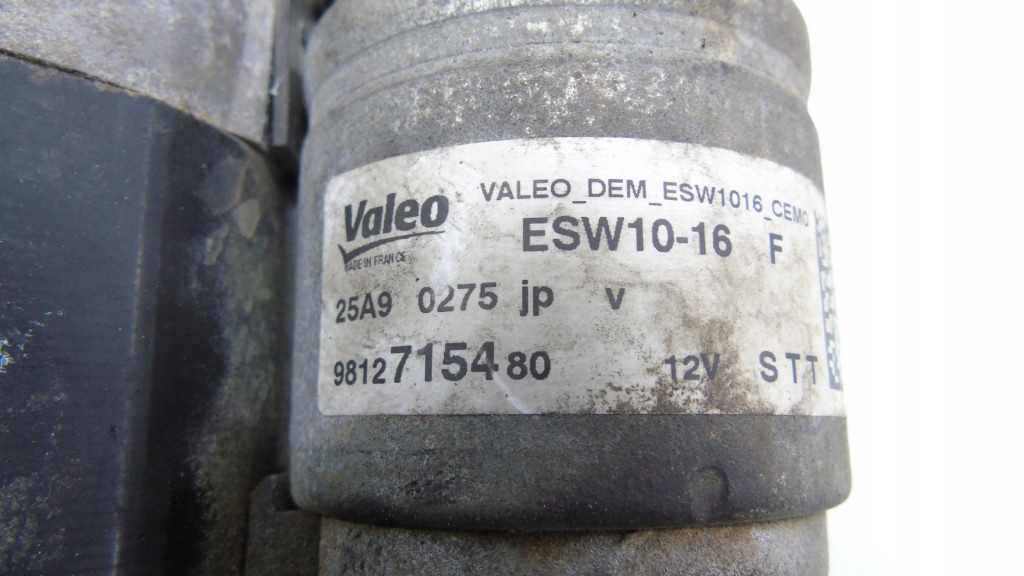 Valeo
VALEO_DEM_ESW1016_CEMO
MADE IN FRANCE
ESW10-16 F
25A9 0275 jp v
9812715480 12V STT